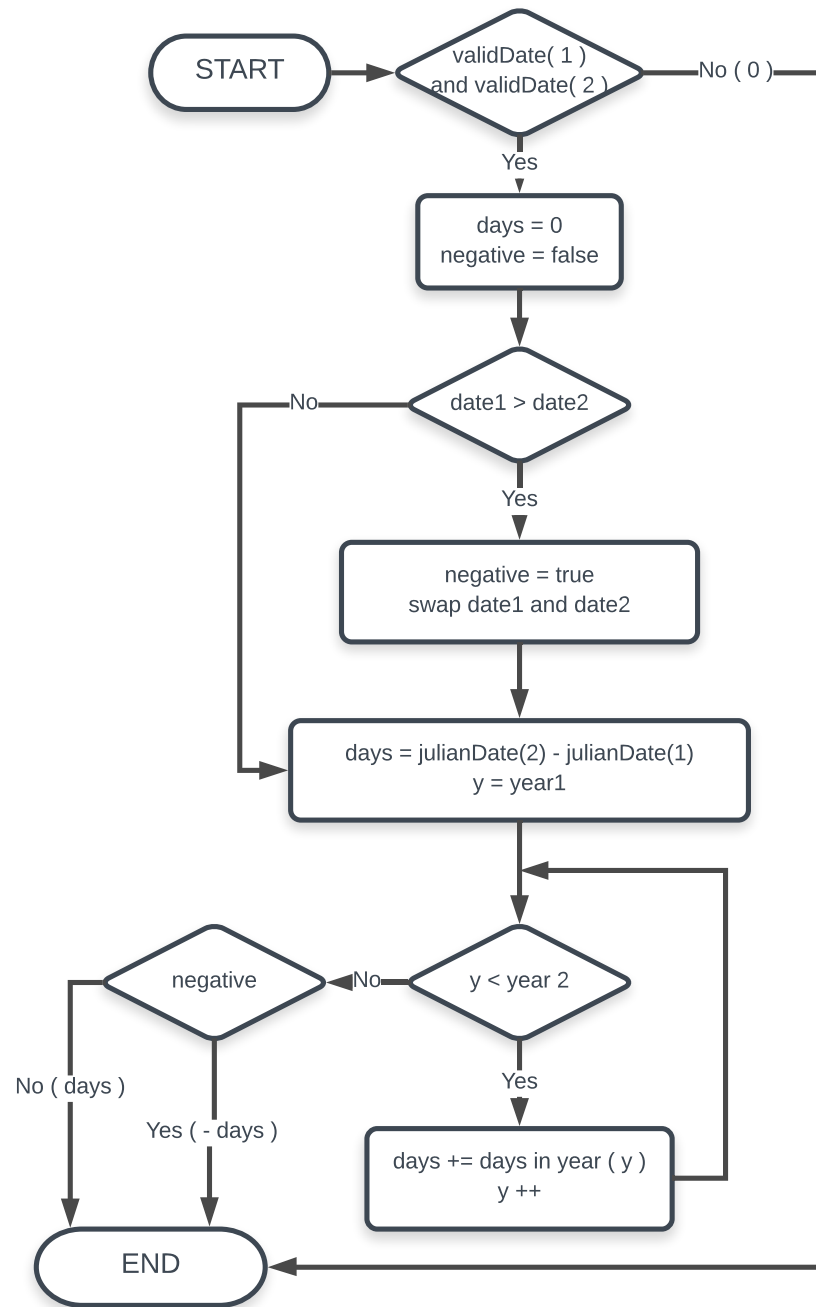 START
validDate( 1 )
and validDate( 2 )
No ( 0 )
Yes
days = 0
negative = false
date1 > date2
No
Yes
negative = true
swap date1 and date2
days = julianDate(2) - julianDate(1)
y = year1
negative
No
y < year 2
Yes
No ( days )
Yes ( - days )
days += days in year ( y )
y ++
END